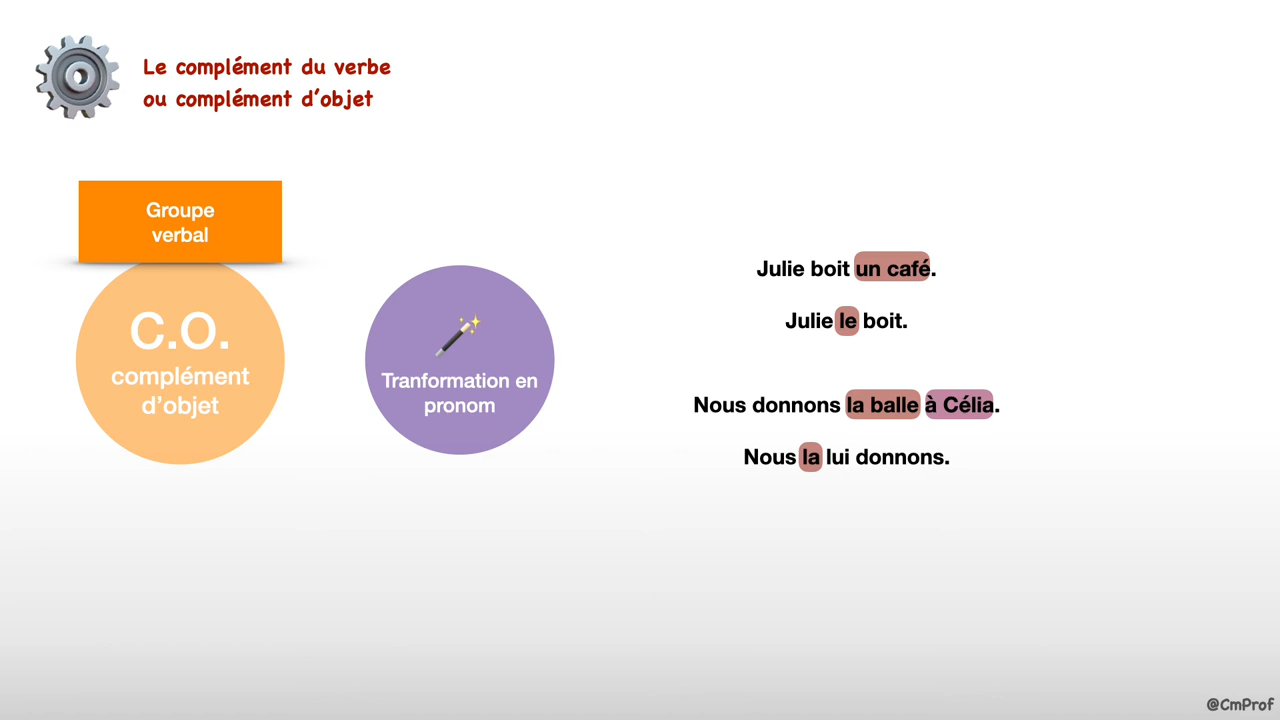 Le complément du verbe
ou complément d'objet
Groupe
verbal
C.O.
complément
d'objet
Tranformation en
pronom
Julie boit un café.
Julie le boit.
Nous donnons la balle à Célia.
Nous la lui donnons.
@CmProf